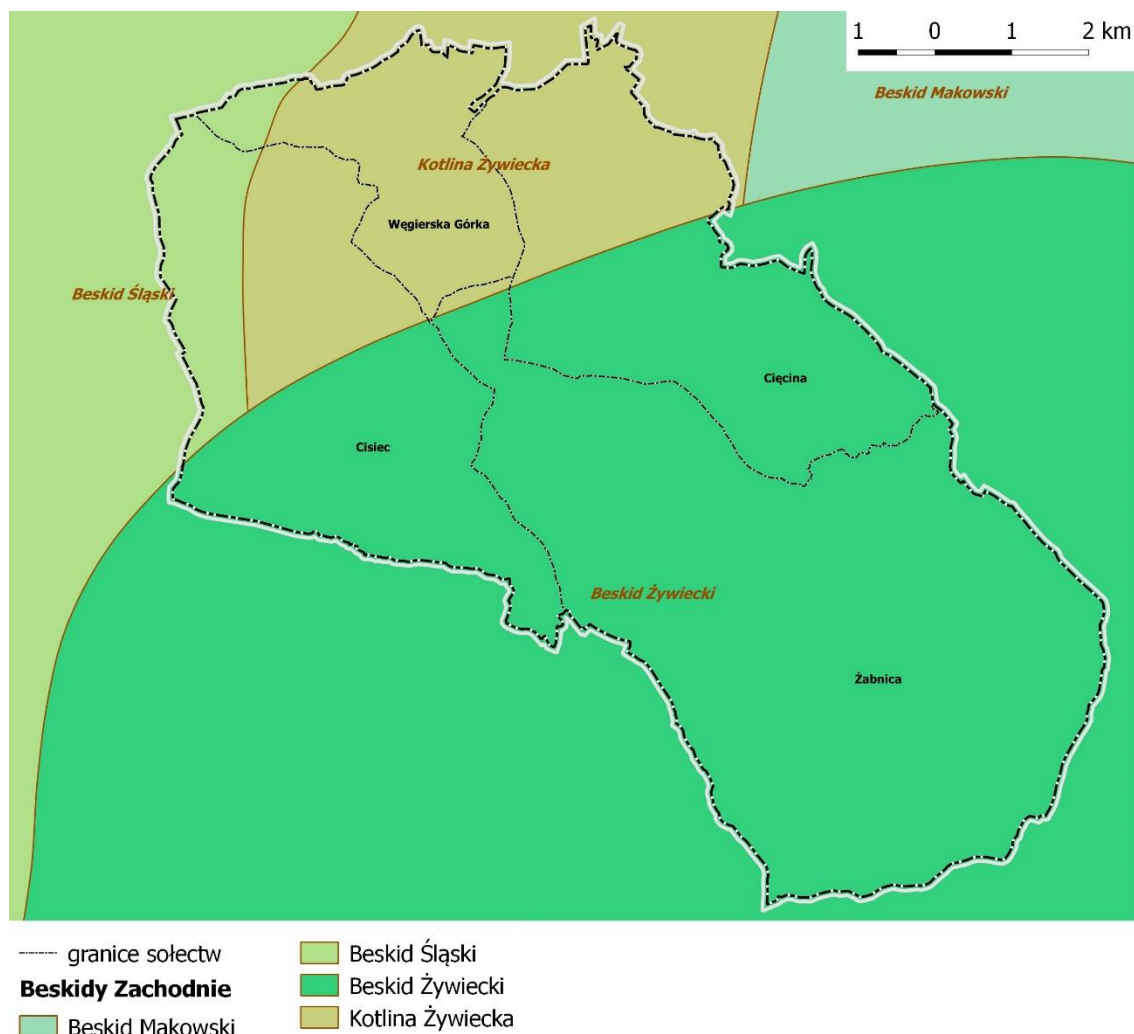 1 0 1 2 km
Beskid Makowski
Kotlina Żywiecka
Węgierska Górka
Beskid Śląski
Cięcina
Cisiec
Beskid Żywiecki
Żabnica
granice sołectw
Beskidy Zachodnie
Beskid Makowski
Beskid Śląski
Beskid Żywiecki
Kotlina Żywiecka